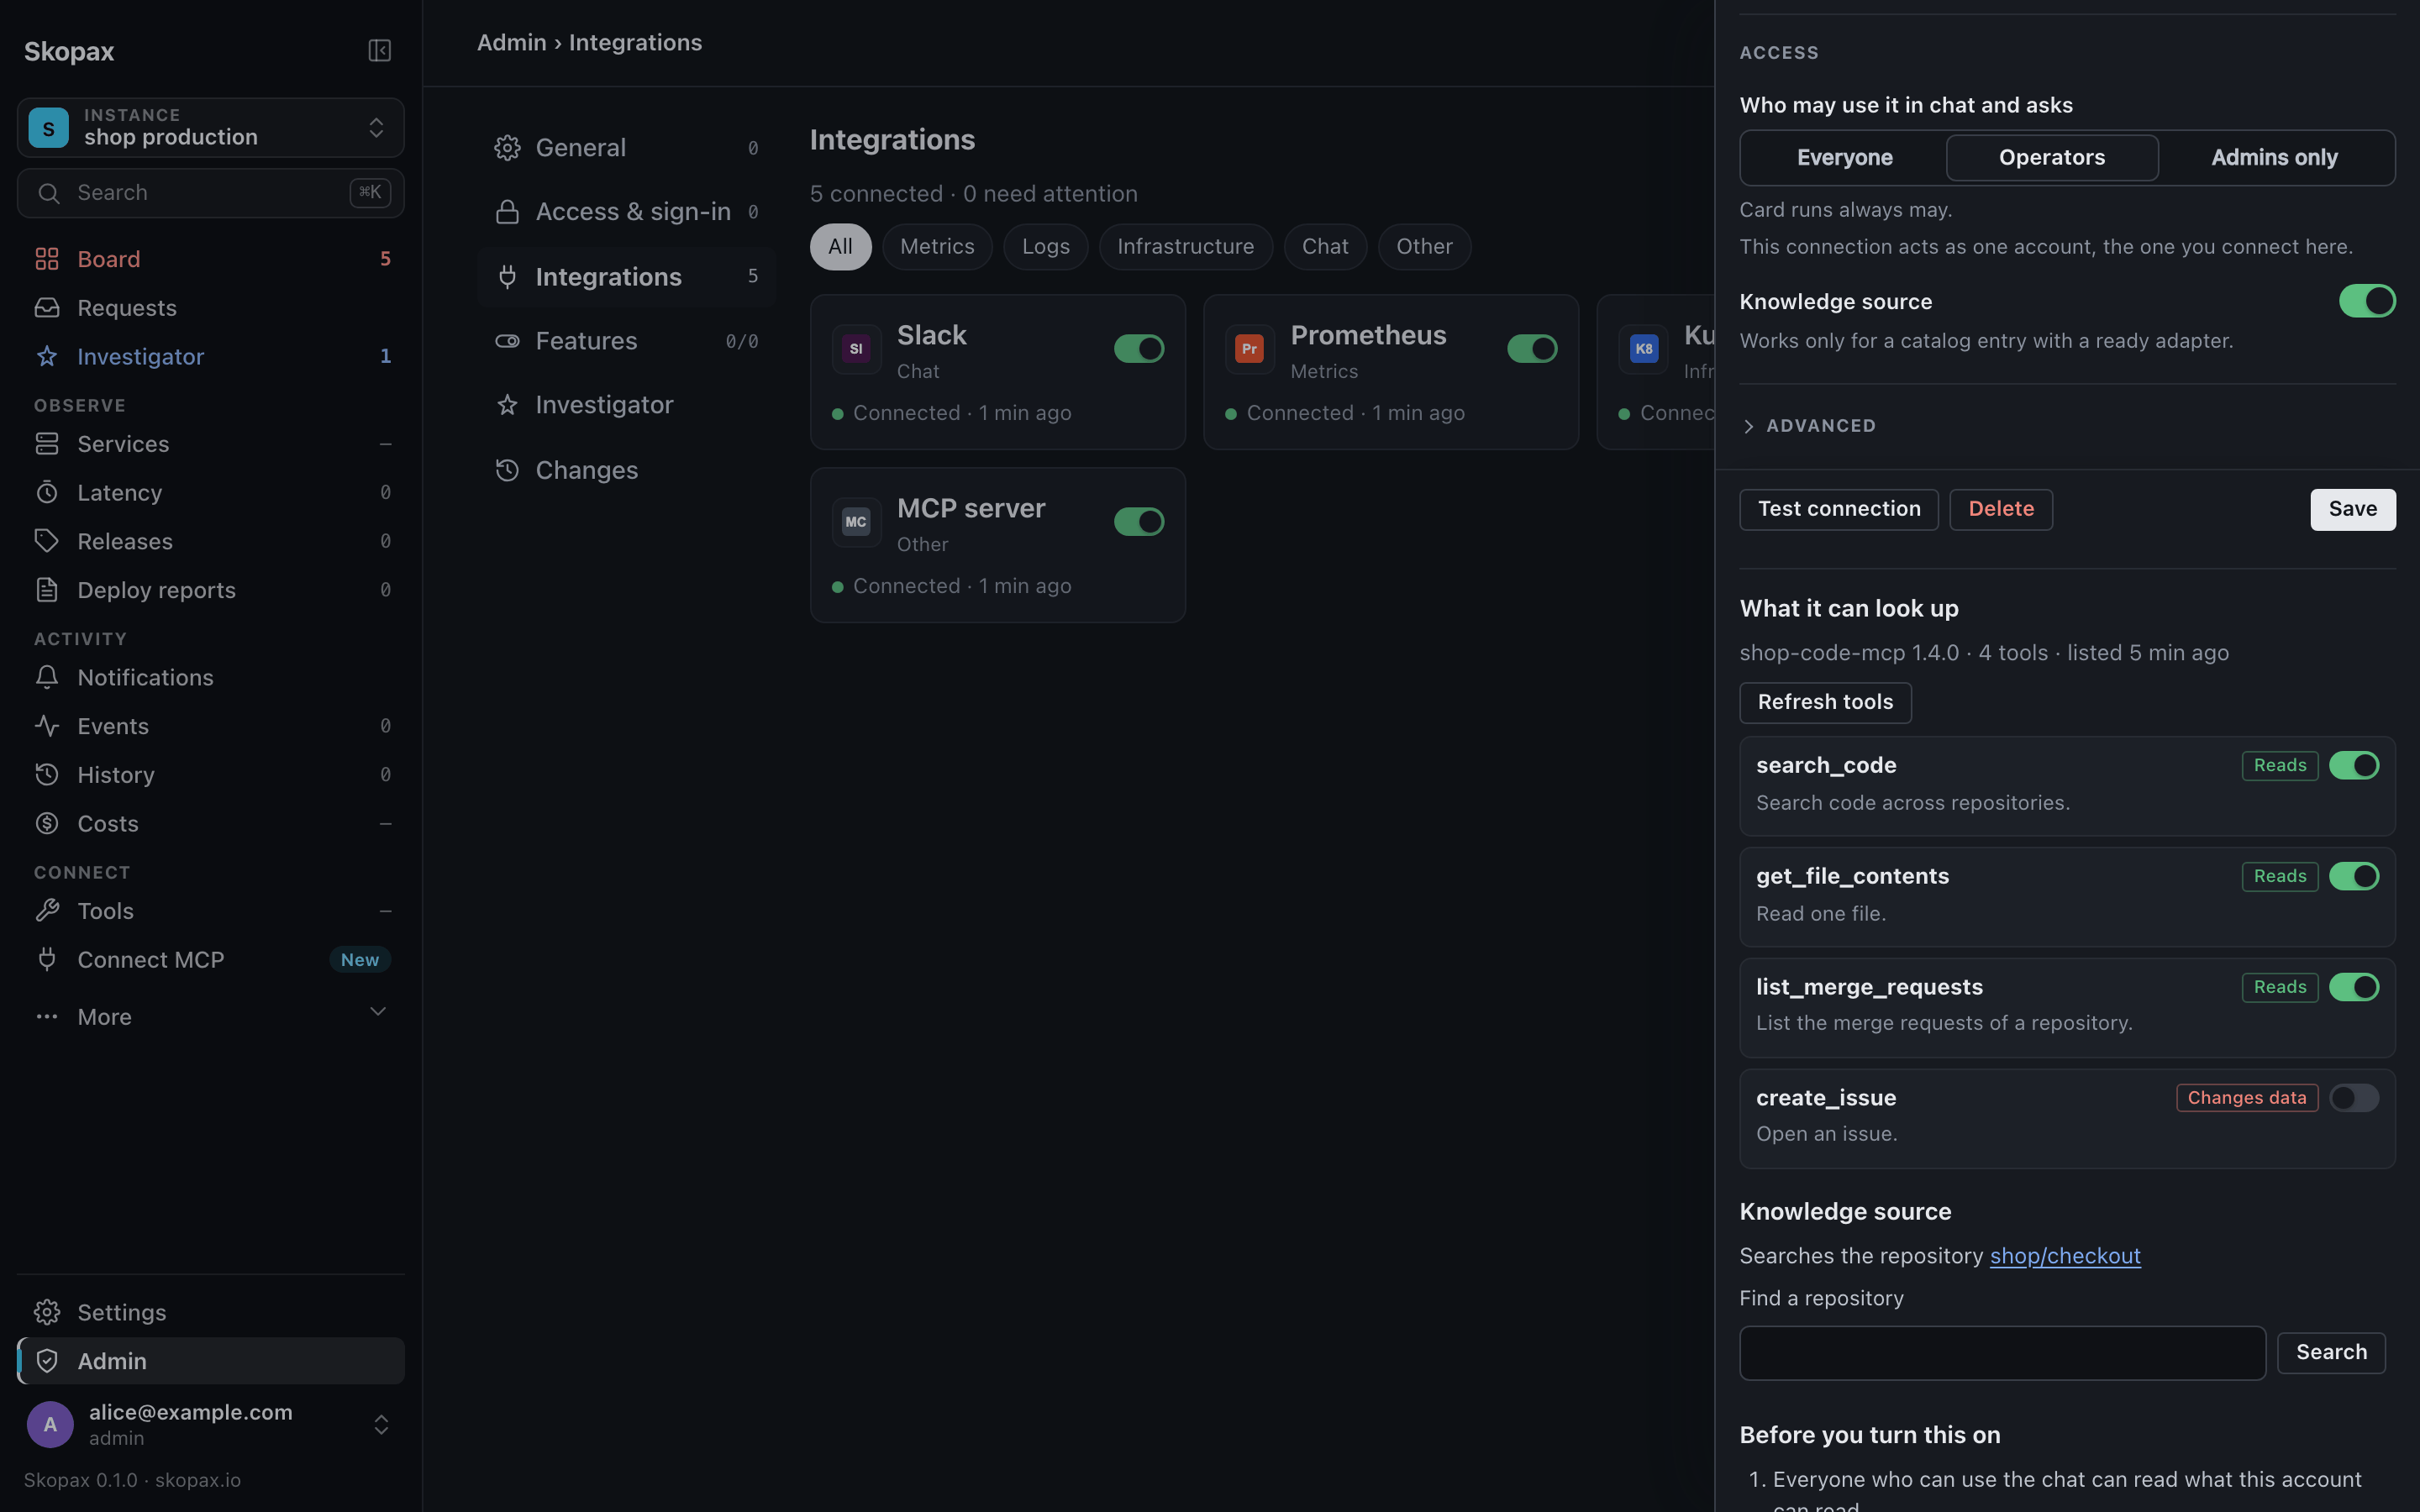 Skopax
S
INSTANCE
shop production
Search
⌘K
Board 5
Requests
Investigator 1
OBSERVE
Services –
Latency 0
Releases 0
Deploy reports 0
ACTIVITY
Notifications
Events 0
History 0
Costs –
CONNECT
Tools –
Connect MCP New
More
Settings
Admin
A
alice@example.com
admin
Skopax 0.1.0 · skopax.io
Admin › Integrations
General 0
Access & sign-in 0
Integrations 5
Features 0/0
Investigator
Changes
Integrations
5 connected · 0 need attention
All Metrics Logs Infrastructure Chat Other
Sl
Slack
Chat
Connected · 1 min ago
Pr
Prometheus
Metrics
Connected · 1 min ago
K8
Ku
Infr
Connec
MC
MCP server
Other
Connected · 1 min ago
ACCESS
Who may use it in chat and asks
Everyone Operators Admins only
Card runs always may.
This connection acts as one account, the one you connect here.
Knowledge source
Works only for a catalog entry with a ready adapter.
ADVANCED
Test connection Delete Save
What it can look up
shop-code-mcp 1.4.0 · 4 tools · listed 5 min ago
Refresh tools
search_code Reads
Search code across repositories.
get_file_contents Reads
Read one file.
list_merge_requests Reads
List the merge requests of a repository.
create_issue Changes data
Open an issue.
Knowledge source
Searches the repository shop/checkout
Find a repository
Search
Before you turn this on
1. Everyone who can use the chat can read what this account
can read